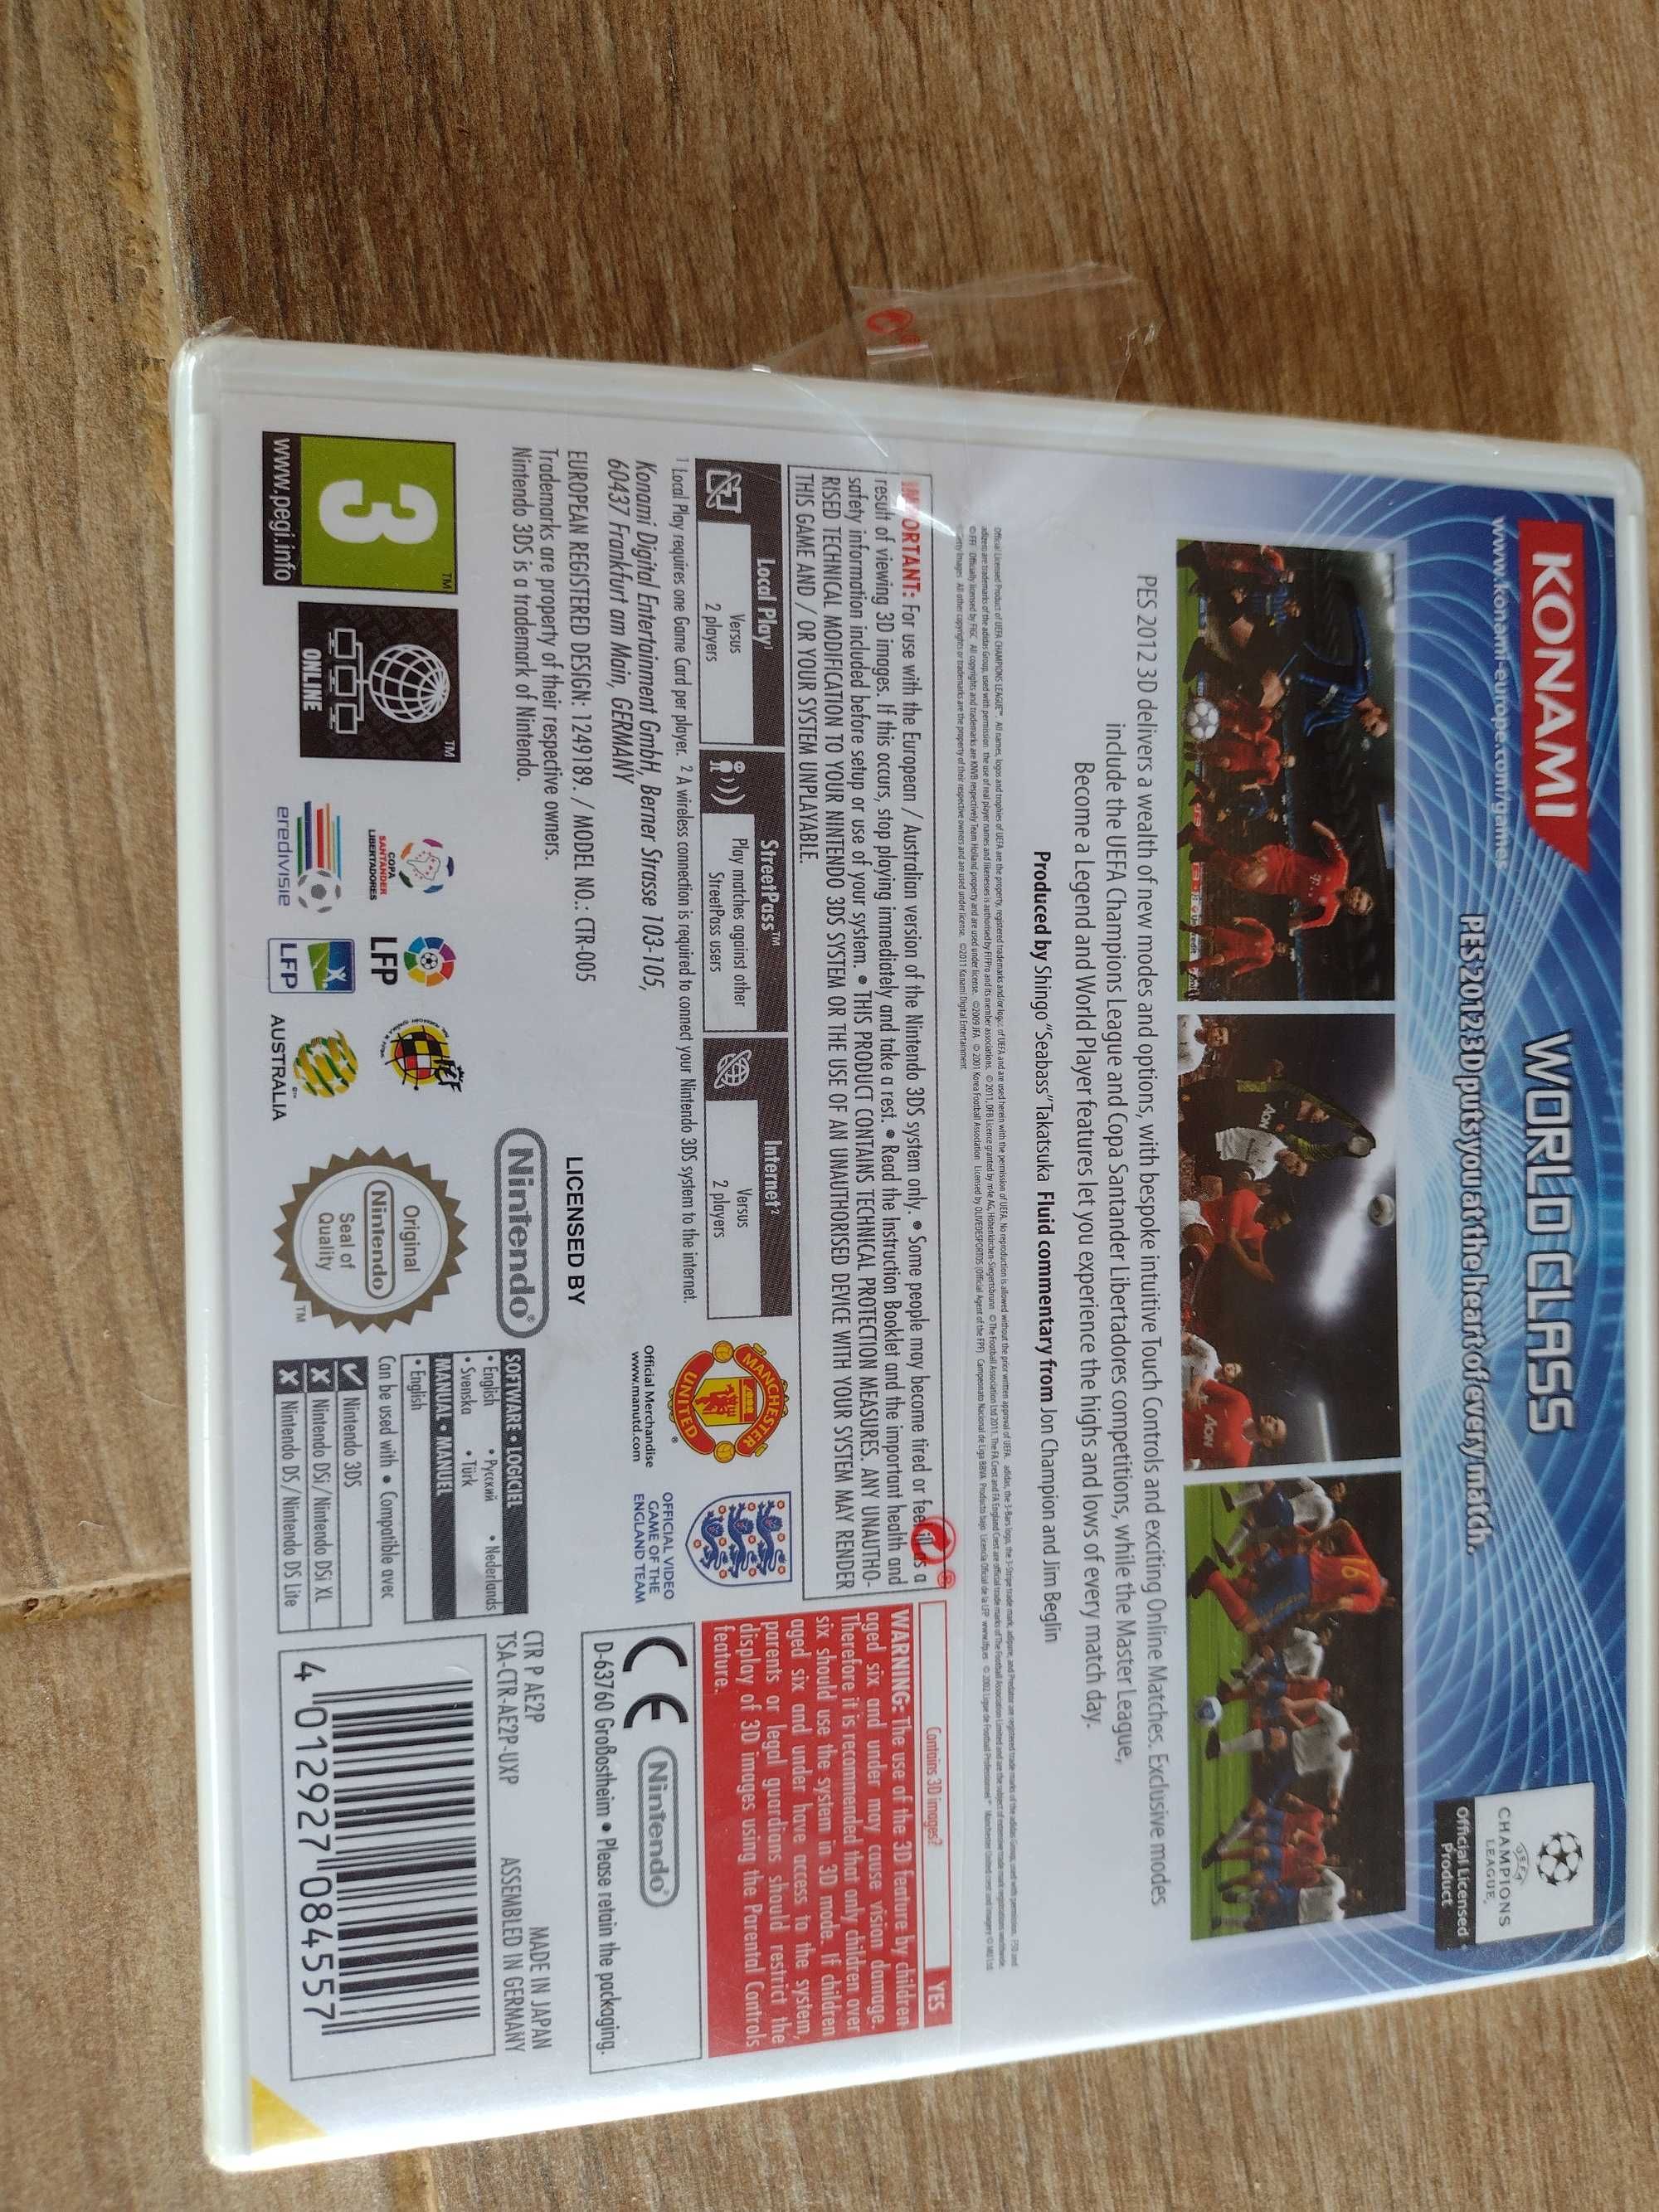 KONAMI
www.konami-europe.com/games
WORLD CLASS
PES 2012 3D puts you at the heart of every match.
UEFA
CHAMPIONS
LEAGUE
Official Licensed
Product
PES 2012 3D delivers a wealth of new modes and options, with bespoke intuitive Touch Controls and exciting Online Matches. Exclusive modes
include the UEFA Champions League and Copa Santander Libertadores competitions, while the Master League,
Become a Legend and World Player features let you experience the highs and lows of every match day.
Produced by Shingo "Seabass" Takatsuka Fluid commentary from Jon Champion and Jim Beglin
IMPORTANT: For use with the European / Australian version of the Nintendo 3DS system only. • Some people may become tired or feel ill as a
result of viewing 3D images. If this occurs, stop playing immediately and take a rest. • Read the Instruction Booklet and the important health and
safety information included before setup or use of your system. • THIS PRODUCT CONTAINS TECHNICAL PROTECTION MEASURES. ANY UNAUTHO-
RISED TECHNICAL MODIFICATION TO YOUR NINTENDO 3DS SYSTEM OR THE USE OF AN UNAUTHORISED DEVICE WITH YOUR SYSTEM MAY RENDER
THIS GAME AND / OR YOUR SYSTEM UNPLAYABLE.
Contains 3D images? YES
WARNING: The use of the 3D feature by children
aged six and under may cause vision damage.
Therefore it is recommended that only children over
six should use the system in 3D mode. If children
aged six and under have access to the system,
parents or legal guardians should restrict the
display of 3D images using the Parental Controls
feature.
Local Play¹
Versus
2 players
StreetPass™
Play matches against other
StreetPass users
Internet²
Versus
2 players
¹ Local Play requires one Game Card per player. ² A wireless connection is required to connect your Nintendo 3DS system to the internet.
Konami Digital Entertainment GmbH, Berner Strasse 103-105,
60437 Frankfurt am Main, GERMANY
EUROPEAN REGISTERED DESIGN: 1249189. / MODEL NO.: CTR-005
Trademarks are property of their respective owners.
Nintendo 3DS is a trademark of Nintendo.
LICENSED BY
Nintendo®
MANCHESTER
UNITED
Official Merchandise
www.manutd.com
OFFICIAL VIDEO
GAME OF THE
ENGLAND TEAM
CE Nintendo®
D-63760 Großostheim • Please retain the packaging.
3™
www.pegi.info
ONLINE
™
COPA
SANTANDER
LIBERTADORES
eredivisie
LFP
LFP
AUSTRALIA
Original
Nintendo
Seal of
Quality
™
SOFTWARE • LOGICIEL
• English • Русский • Nederlands
• Svenska • Türk
MANUAL • MANUEL
• English
Can be used with • Compatible avec
✓ Nintendo 3DS
X Nintendo DSi / Nintendo DSi XL
X Nintendo DS / Nintendo DS Lite
CTR P AE2P MADE IN JAPAN
TSA-CTR-AE2P-UXP ASSEMBLED IN GERMANY
4 012927 084557